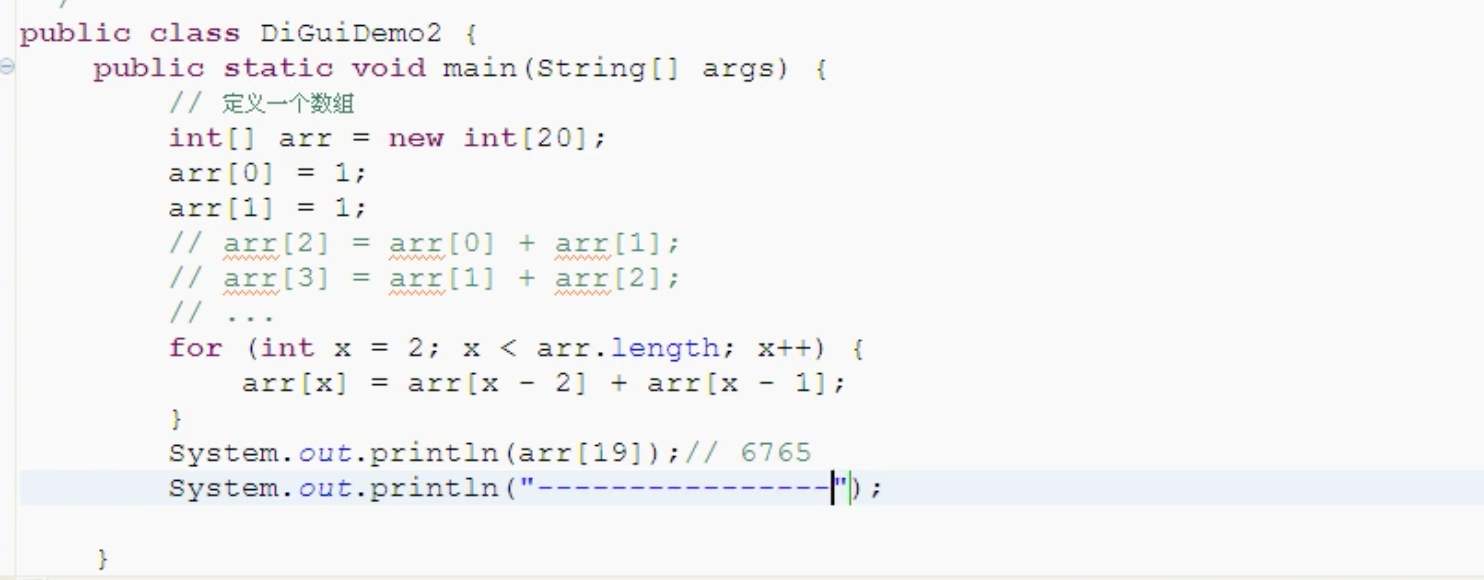 public class DiGuiDemo2 {
public static void main(String[] args) {
// 定义一个数组
int[] arr = new int[20];
arr[0] = 1;
arr[1] = 1;
// arr[2] = arr[0] + arr[1];
// arr[3] = arr[1] + arr[2];
// ...
for (int x = 2; x < arr.length; x++) {
arr[x] = arr[x - 2] + arr[x - 1];
}
System.out.println(arr[19]);// 6765
System.out.println("----------------");
}